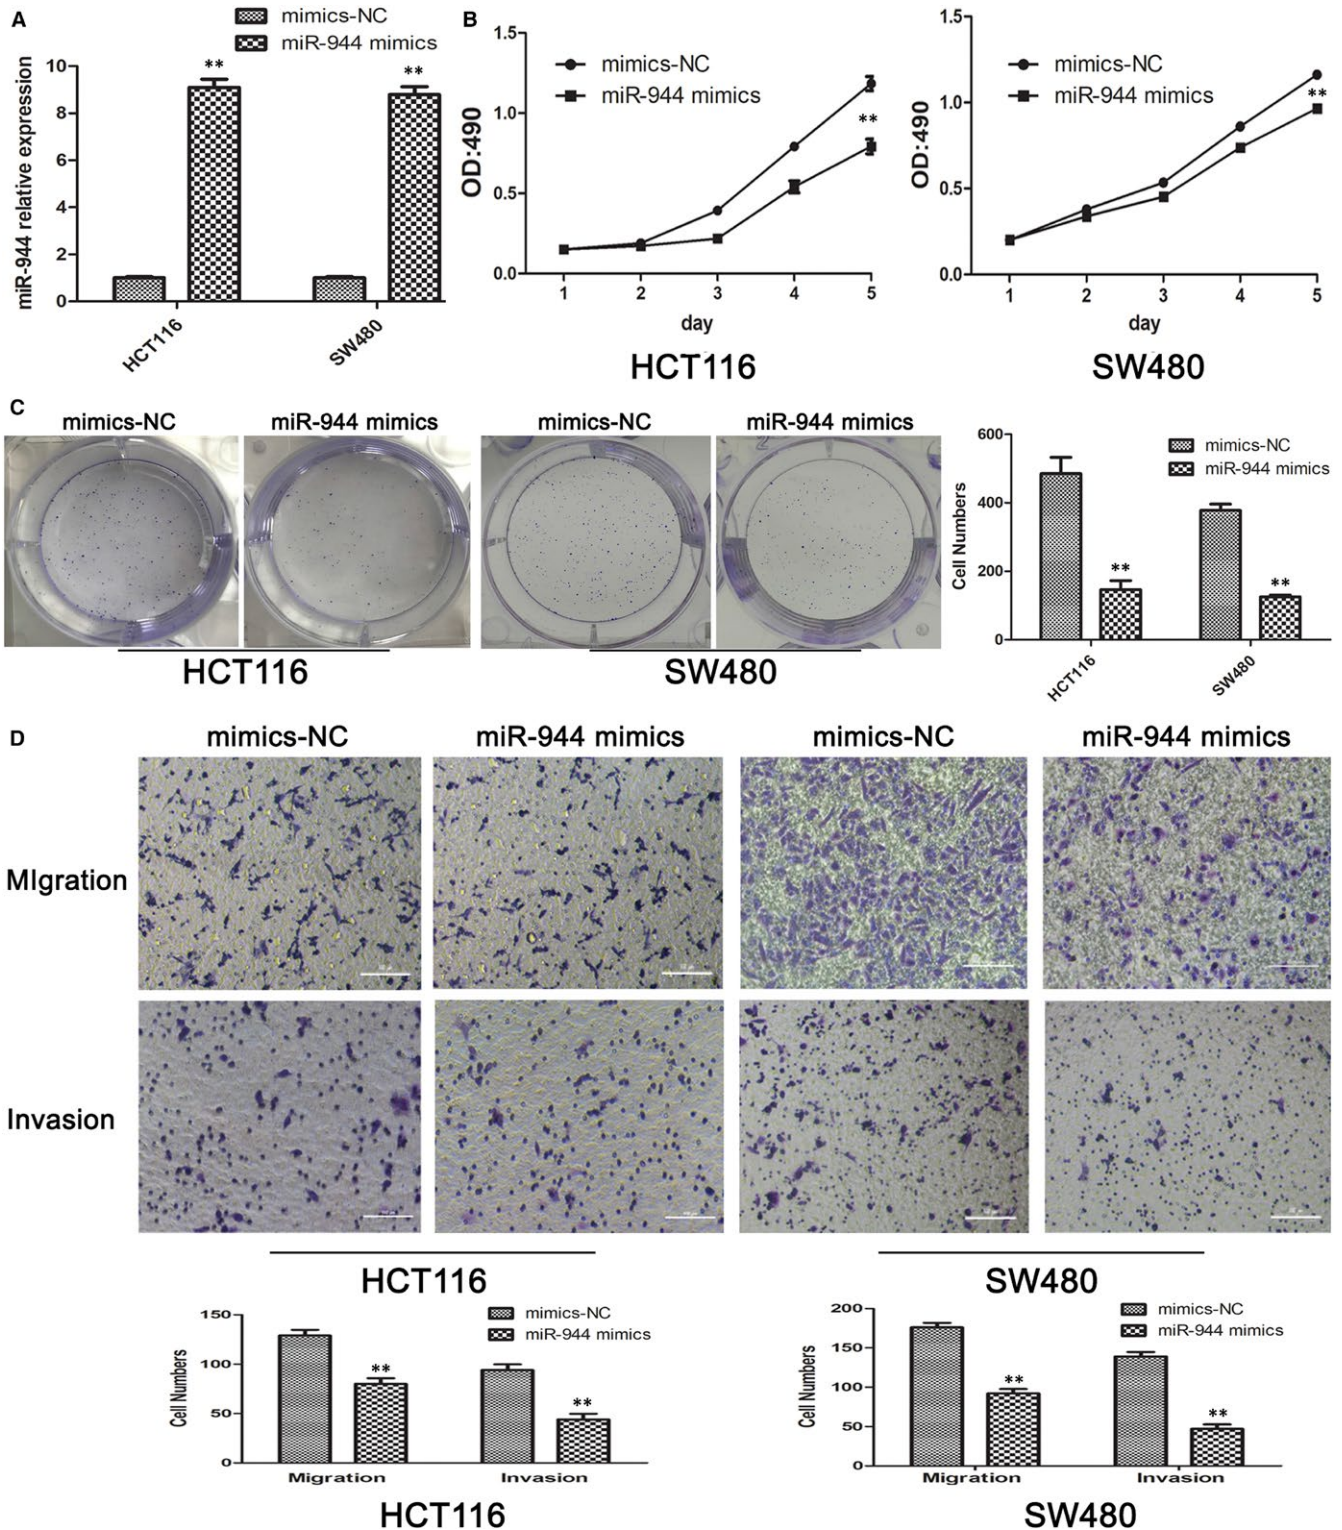 A
mimics-NC
miR-944 mimics
miR-944 relative expression
10
8
6
4
2
0
**
**
HCT116
SW480
B
OD:490
1.5
1.0
0.5
0.0
mimics-NC
miR-944 mimics
**
1 2 3 4 5
day
HCT116
OD:490
1.5
1.0
0.5
0.0
mimics-NC
miR-944 mimics
**
1 2 3 4 5
day
SW480
C
mimics-NC miR-944 mimics mimics-NC miR-944 mimics
HCT116 SW480
Cell Numbers
600
400
200
0
mimics-NC
miR-944 mimics
**
**
HCT116
SW480
D
mimics-NC miR-944 mimics mimics-NC miR-944 mimics
MIgration
Invasion
HCT116 SW480
Cell Numbers
150
100
50
0
mimics-NC
miR-944 mimics
**
**
Migration Invasion
HCT116
Cell Numbers
200
150
100
50
0
mimics-NC
miR-944 mimics
**
**
Migration Invasion
SW480